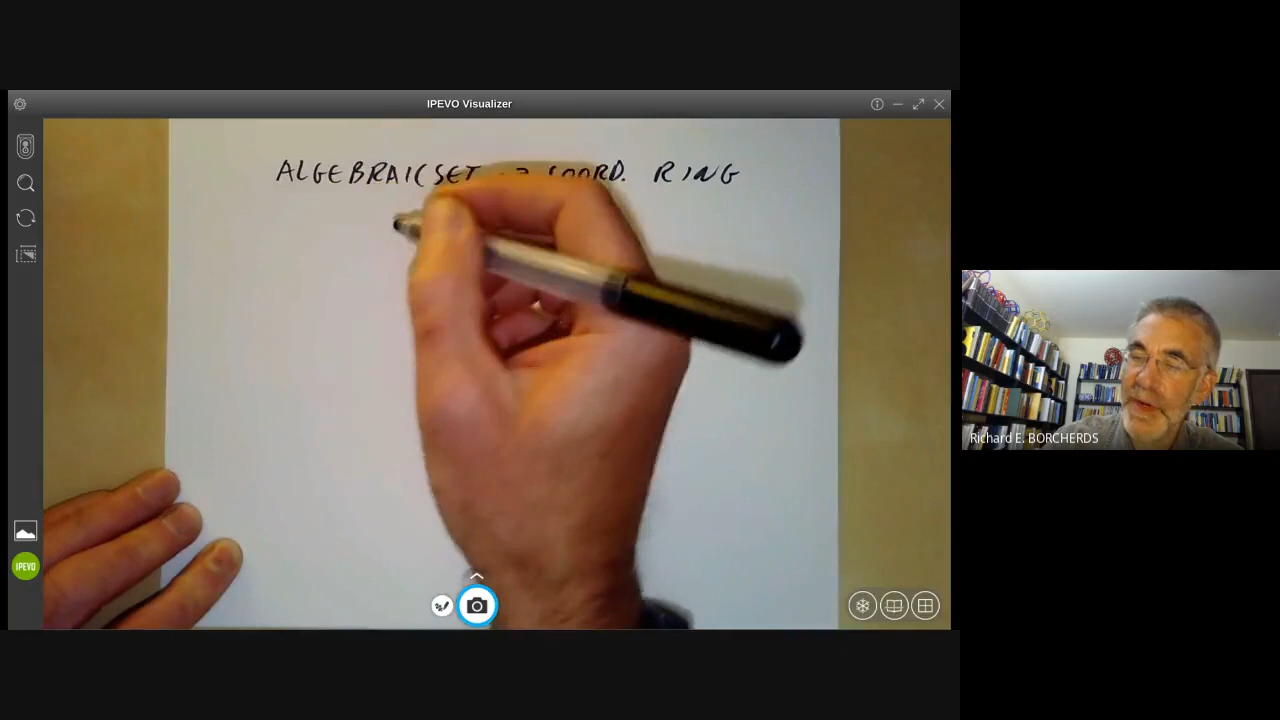 IPEVO Visualizer
ALGEBRAIC SET → COORD. RING
IPEVO
Richard E. BORCHERDS